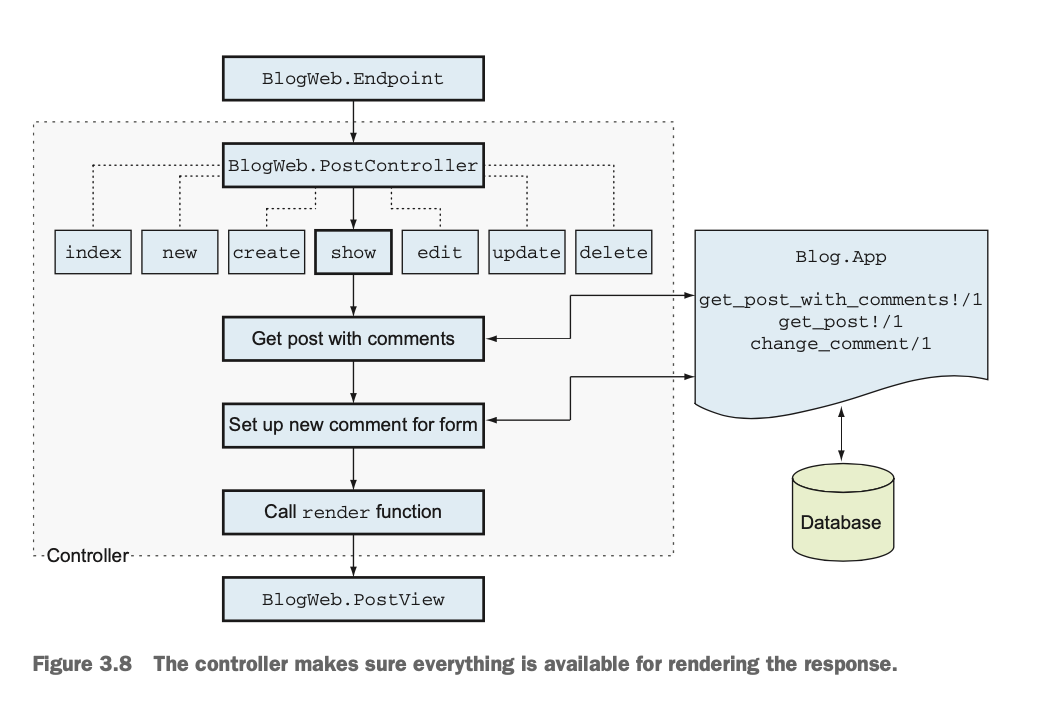 BlogWeb.Endpoint
BlogWeb.PostController
index
new
create
show
edit
update
delete
Blog.App
get_post_with_comments!/1
get_post!/1
change_comment/1
Get post with comments
Set up new comment for form
Call render function
Database
Controller
BlogWeb.PostView
Figure 3.8 The controller makes sure everything is available for rendering the response.